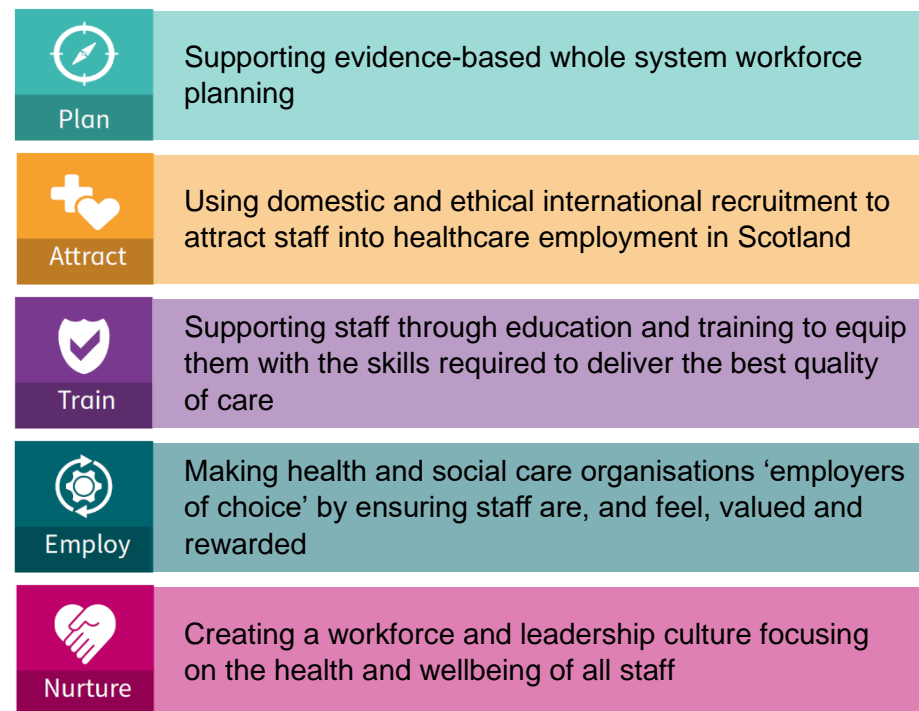 Plan
Supporting evidence-based whole system workforce
planning
Attract
Using domestic and ethical international recruitment to
attract staff into healthcare employment in Scotland
Train
Supporting staff through education and training to equip
them with the skills required to deliver the best quality
of care
Employ
Making health and social care organisations ‘employers
of choice’ by ensuring staff are, and feel, valued and
rewarded
Nurture
Creating a workforce and leadership culture focusing
on the health and wellbeing of all staff